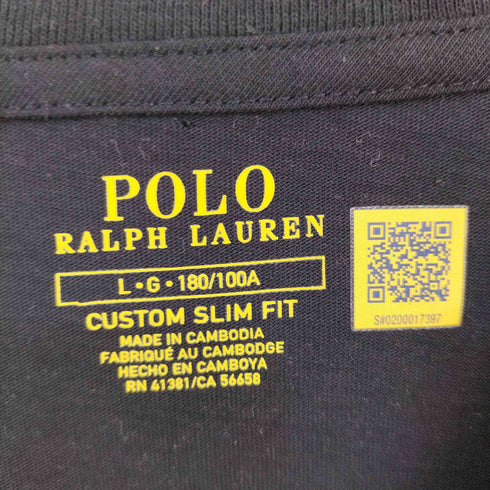 POLO
RALPH LAUREN
L•G•180/100A
CUSTOM SLIM FIT
MADE IN CAMBODIA
FABRIQUÉ AU CAMBODGE
HECHO EN CAMBOYA
RN 41381/CA 56658
S#0200017397